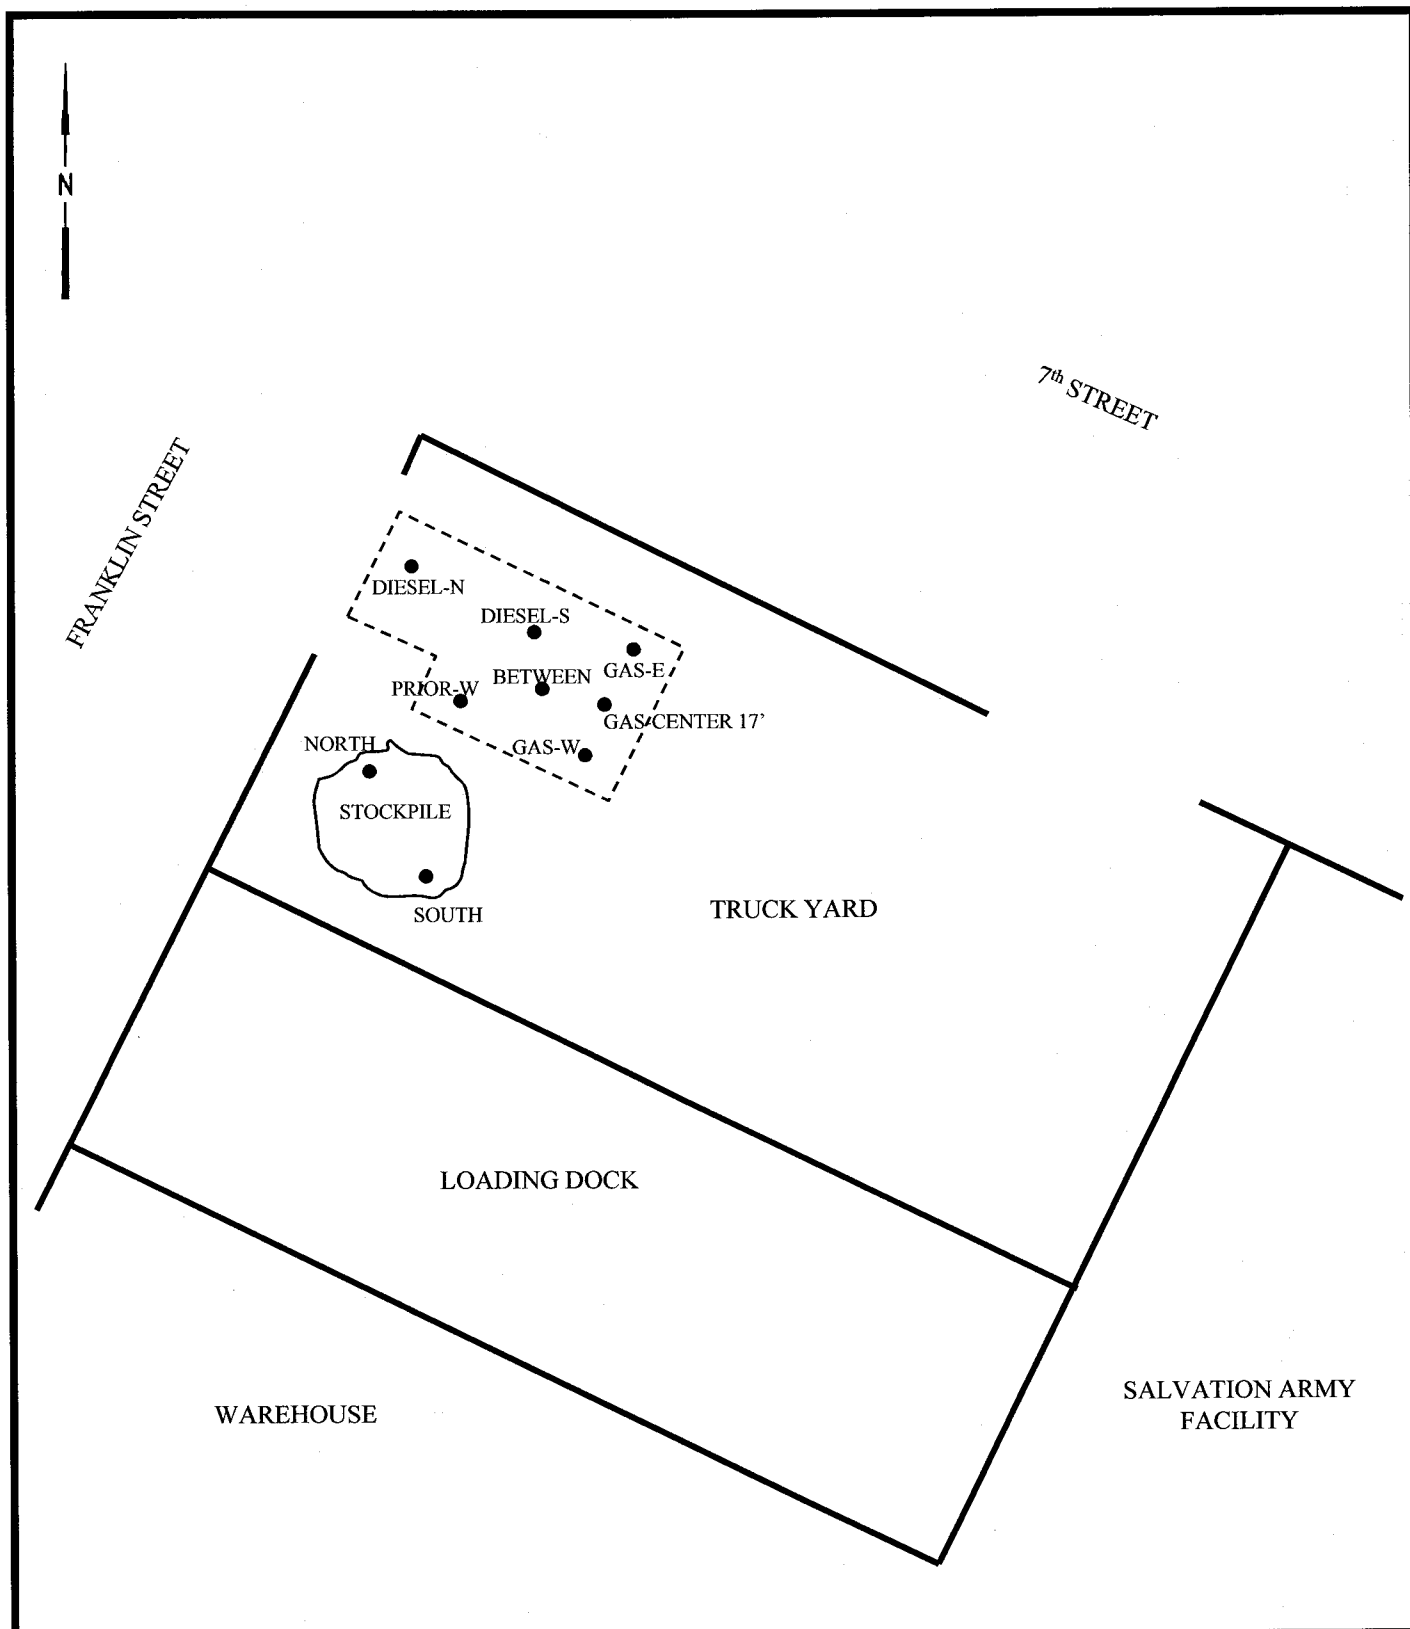 N
7th STREET
FRANKLIN STREET
DIESEL-N
DIESEL-S
GAS-E
BETWEEN
PRIOR-W
GAS-CENTER 17’
GAS-W
NORTH
STOCKPILE
SOUTH
TRUCK YARD
LOADING DOCK
SALVATION ARMY
FACILITY
WAREHOUSE